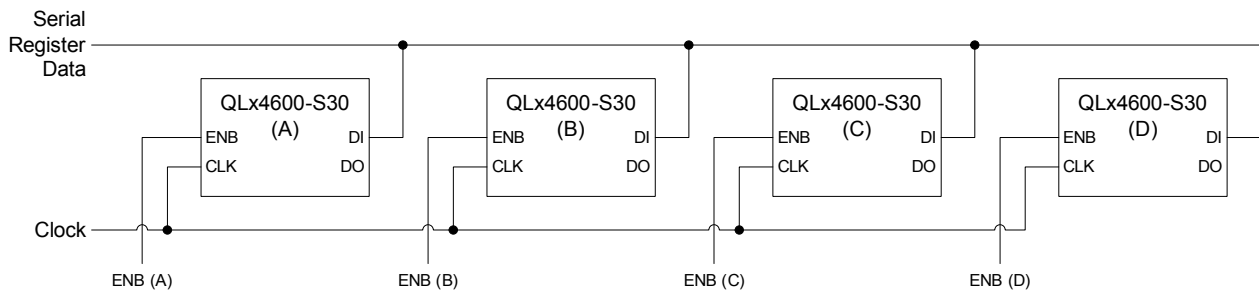 Serial
Register
Data
QLx4600-S30
(A)
ENB
DI
CLK
DO
QLx4600-S30
(B)
ENB
DI
CLK
DO
QLx4600-S30
(C)
ENB
DI
CLK
DO
QLx4600-S30
(D)
ENB
DI
CLK
DO
Clock
ENB (A)
ENB (B)
ENB (C)
ENB (D)